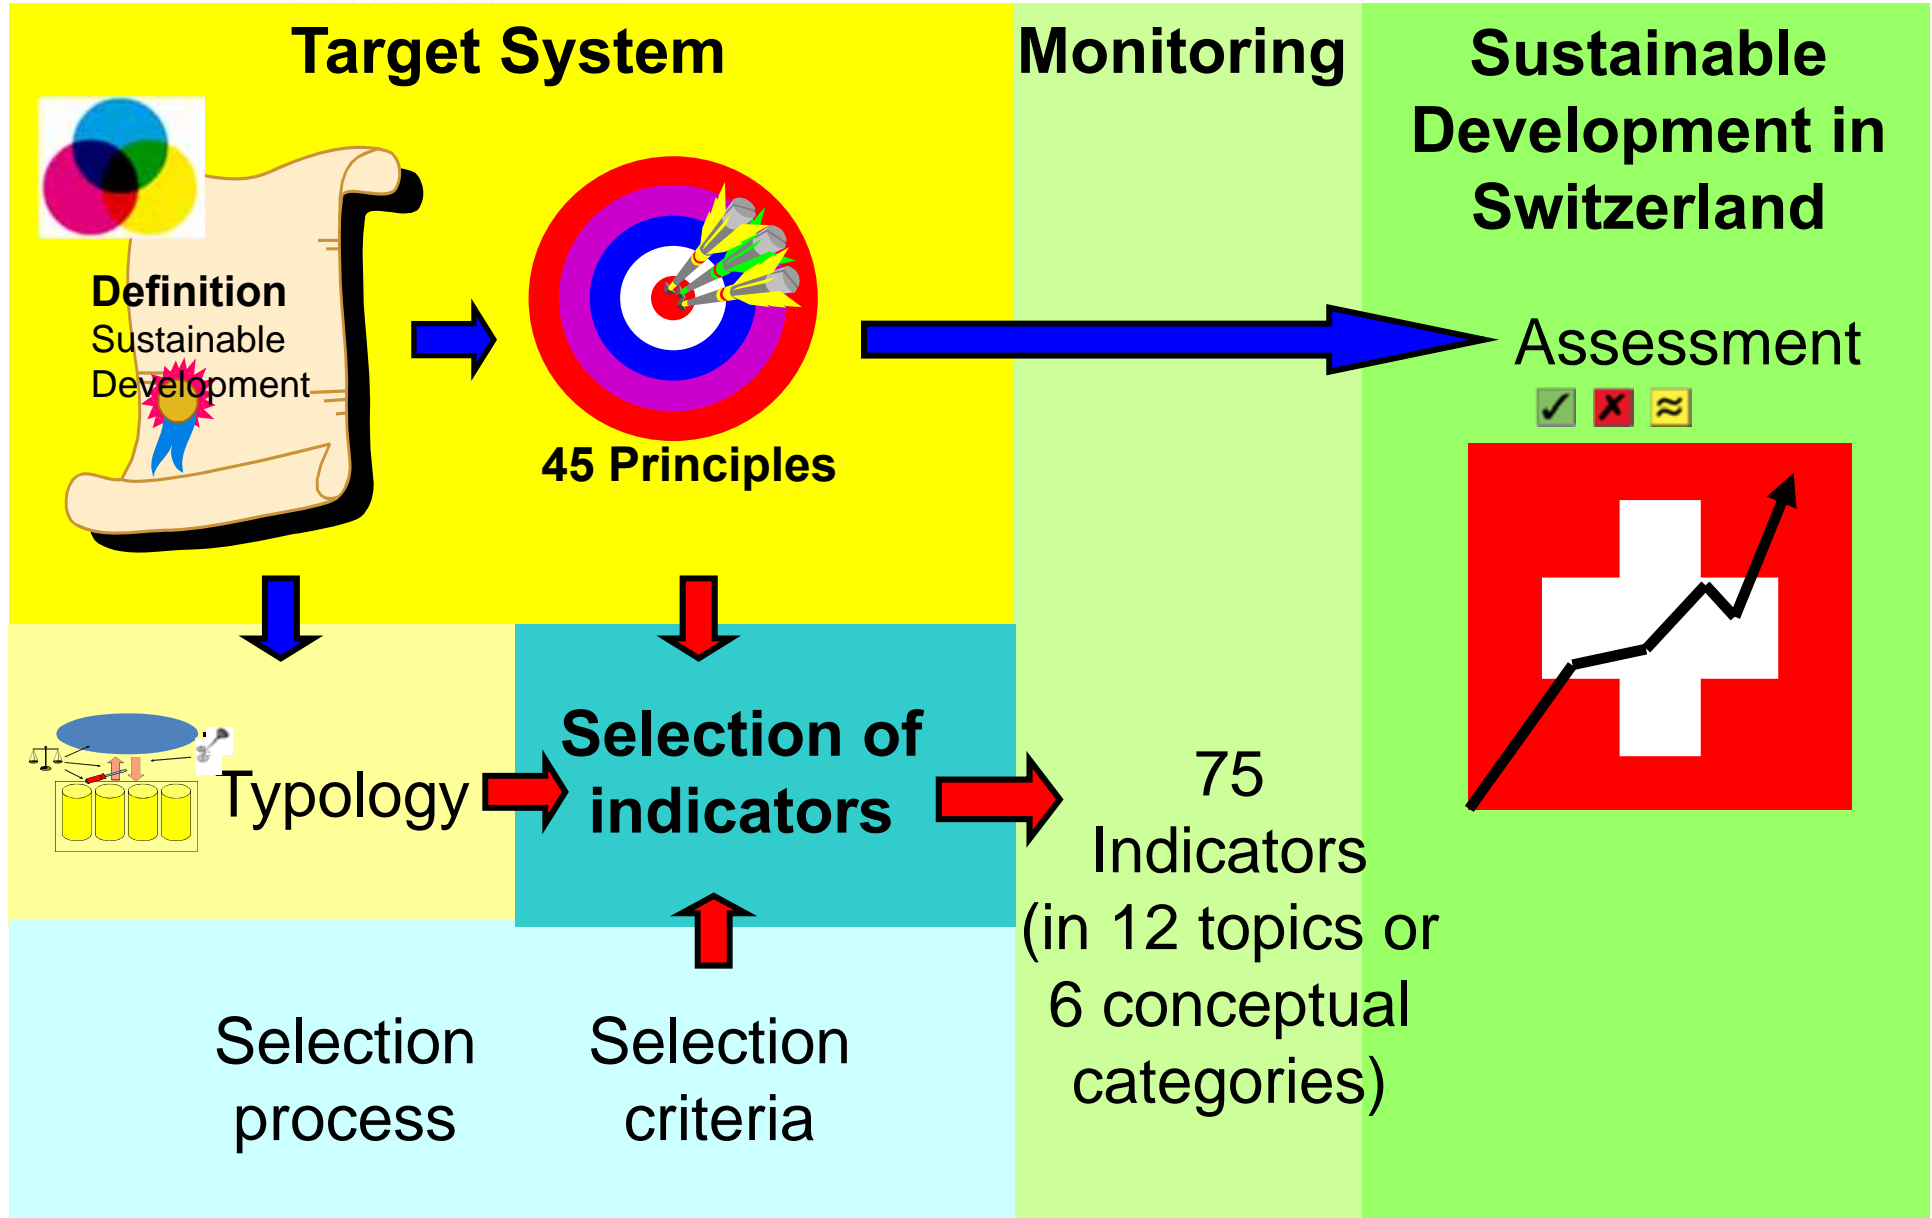 Target System
Monitoring
Sustainable
Development in
Switzerland
Definition
Sustainable
Development
45 Principles
Assessment
Typology
Selection of
indicators
75
Indicators
(in 12 topics or
6 conceptual
categories)
Selection
process
Selection
criteria